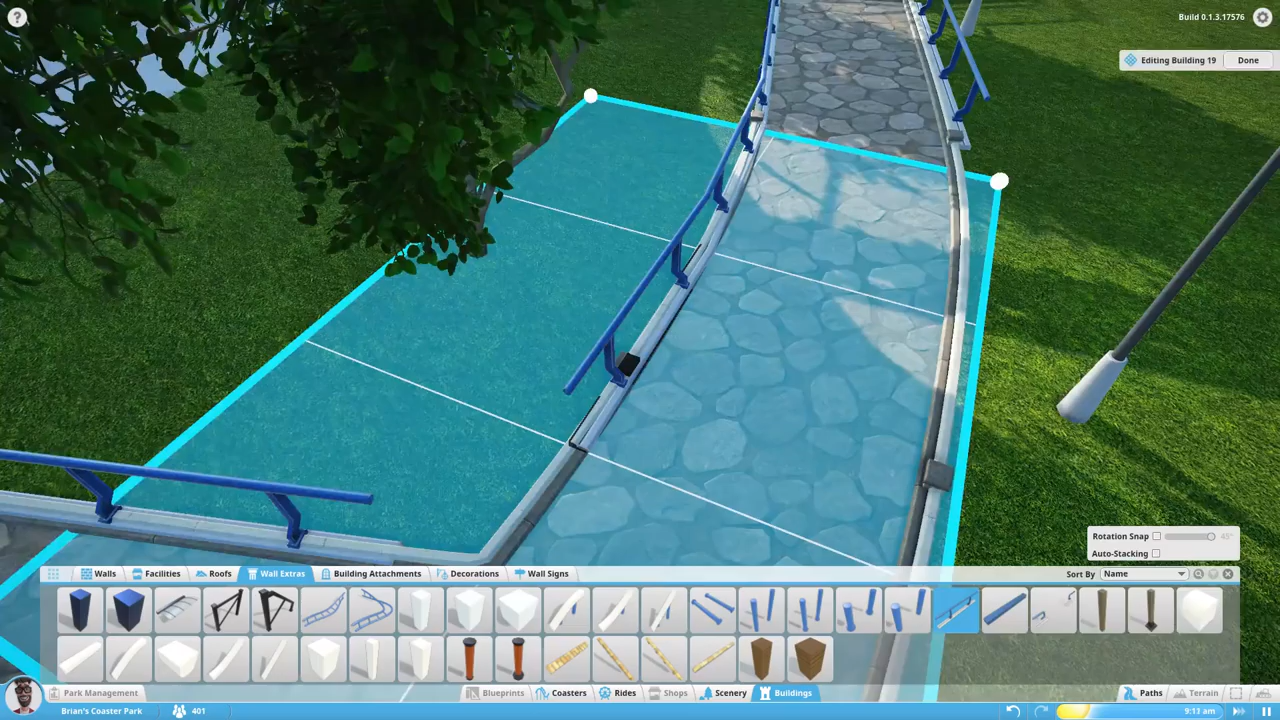 ?
Build 0.1.3.17576
Editing Building 19 Done
Rotation Snap 45°
Auto-Stacking
Walls Facilities Roofs Wall Extras Building Attachments Decorations Wall Signs Sort By Name
Park Management Blueprints Coasters Rides Shops Scenery Buildings Paths Terrain
Brian's Coaster Park 401 9:13 am